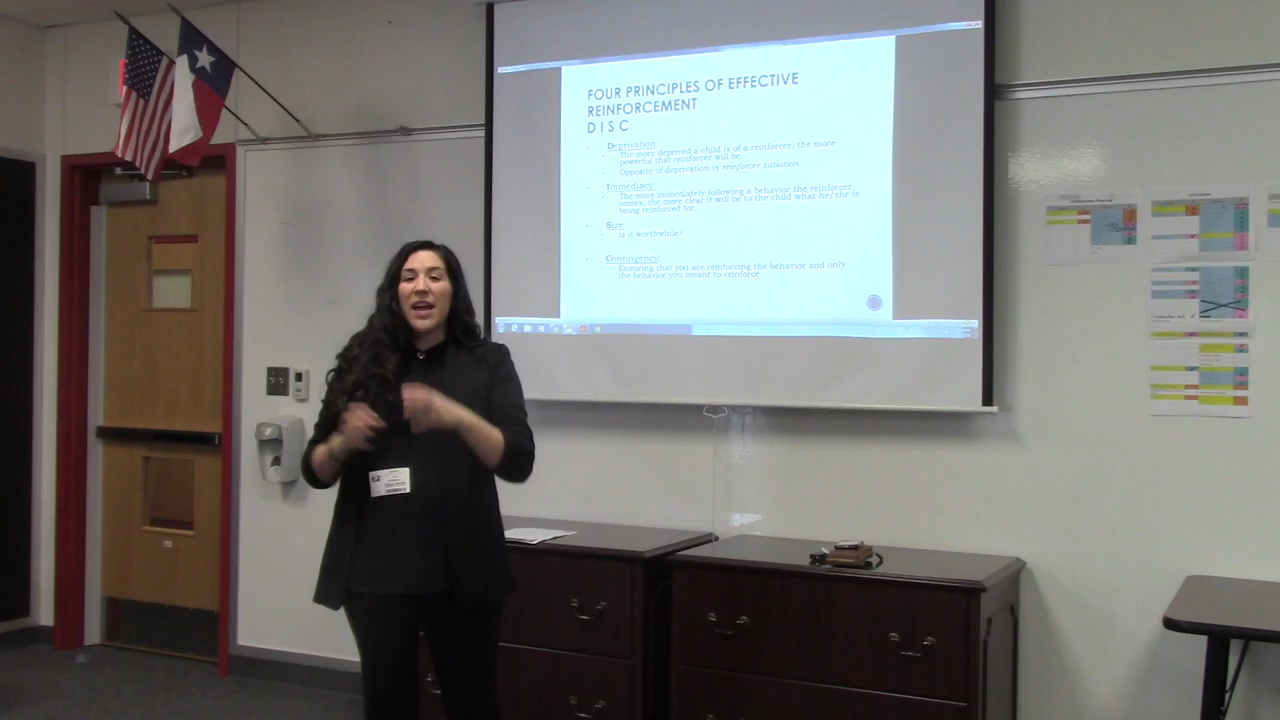 FOUR PRINCIPLES OF EFFECTIVE
REINFORCEMENT
D I S C
Deprivation:
The more deprived a child is of a reinforcer, the more
powerful that reinforcer will be
Opposite of deprivation is reinforcer satiation
Immediacy:
The more immediately following a behavior the reinforcer
comes, the more clear it will be to the child what he/she is
being reinforced for.
Size:
Is it worthwhile?
Contingency:
Ensuring that you are reinforcing the behavior and only
the behavior you meant to reinforce.